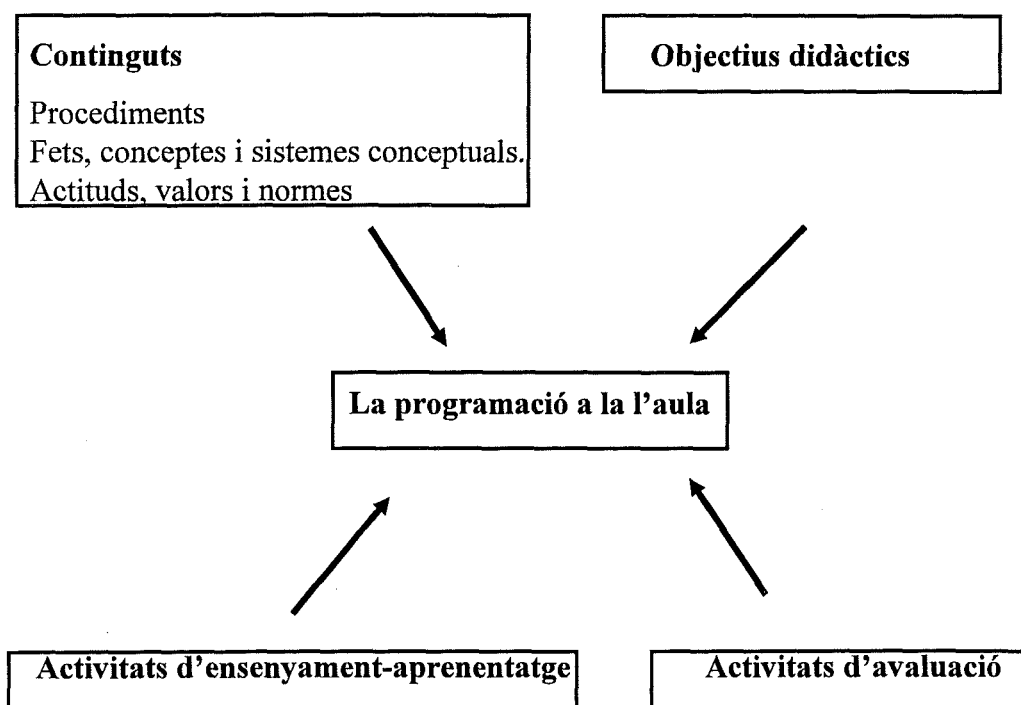 Continguts
Procediments
Fets, conceptes i sistemes conceptuals.
Actituds, valors i normes
Objectius didàctics
La programació a la l’aula
Activitats d’ensenyament-aprenentatge
Activitats d’avaluació